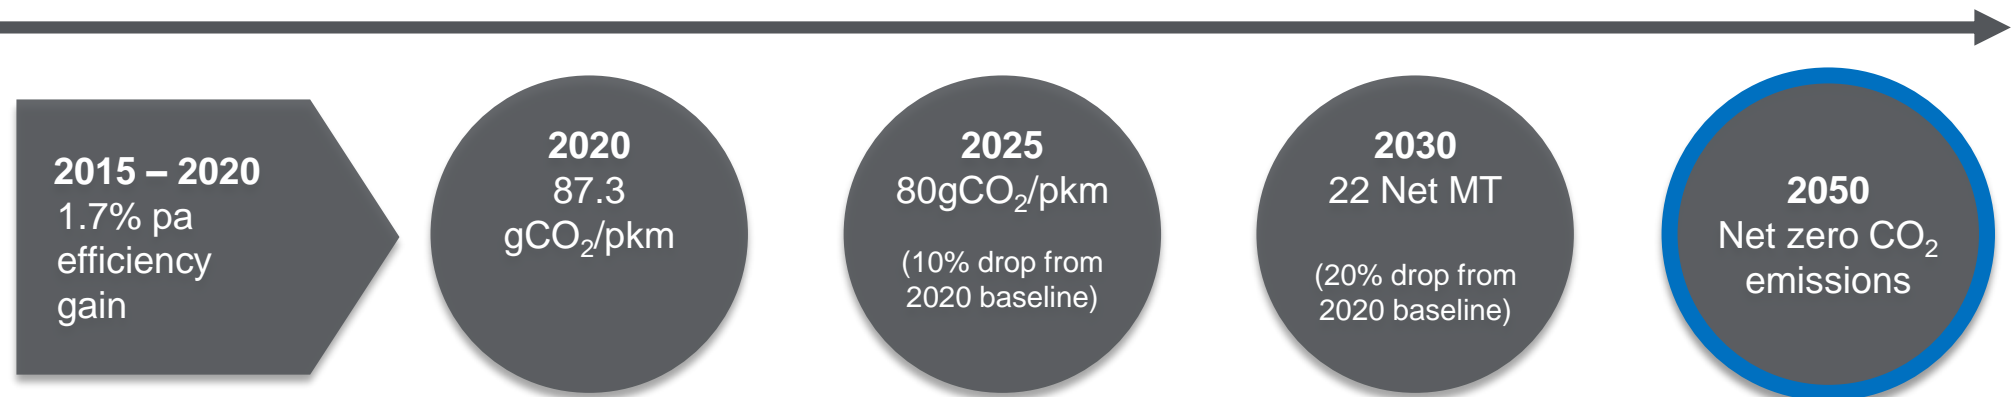 2015 – 2020
1.7% pa
efficiency
gain
2020
87.3
gCO₂/pkm
2025
80gCO₂/pkm
(10% drop from
2020 baseline)
2030
22 Net MT
(20% drop from
2020 baseline)
2050
Net zero CO₂
emissions